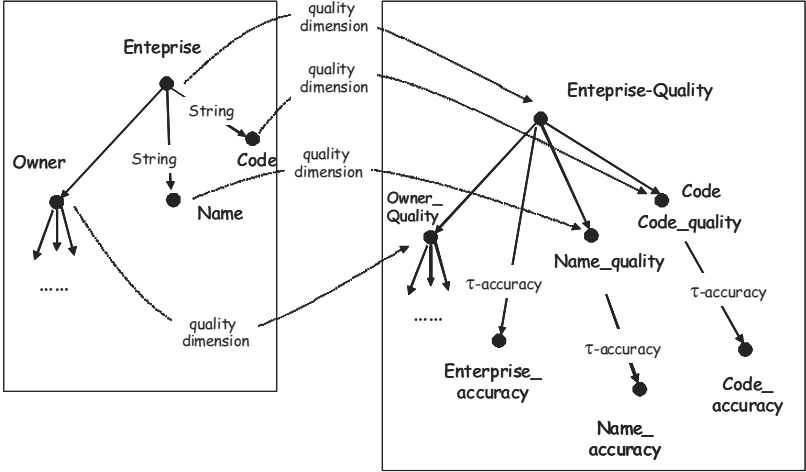 quality
dimension
Enteprise
quality
dimension
Enteprise-Quality
String
Owner
String
Code
quality
dimension
Name
Owner_
Quality
Code
Code_quality
Name_quality
τ-accuracy
τ-accuracy
......
......
quality
dimension
τ-accuracy
Enterprise_
accuracy
Code_
accuracy
Name_
accuracy